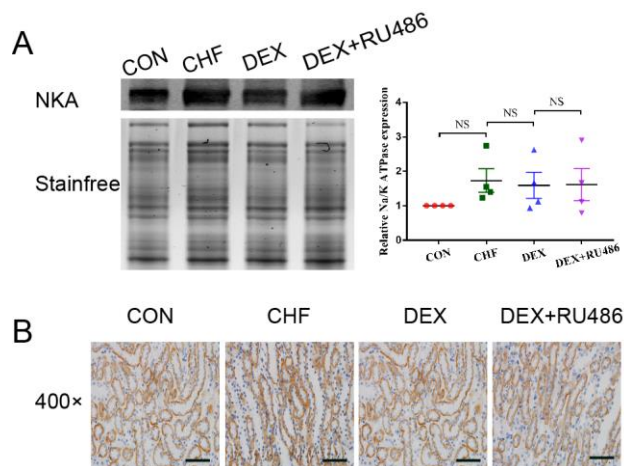 A
CON CHF DEX DEX+RU486
NKA
Stainfree
Relative Na/K ATPase expression
4
3
2
1
0
NS
NS
NS
CON
CHF
DEX
DEX+RU486
B
CON CHF DEX DEX+RU486
400×